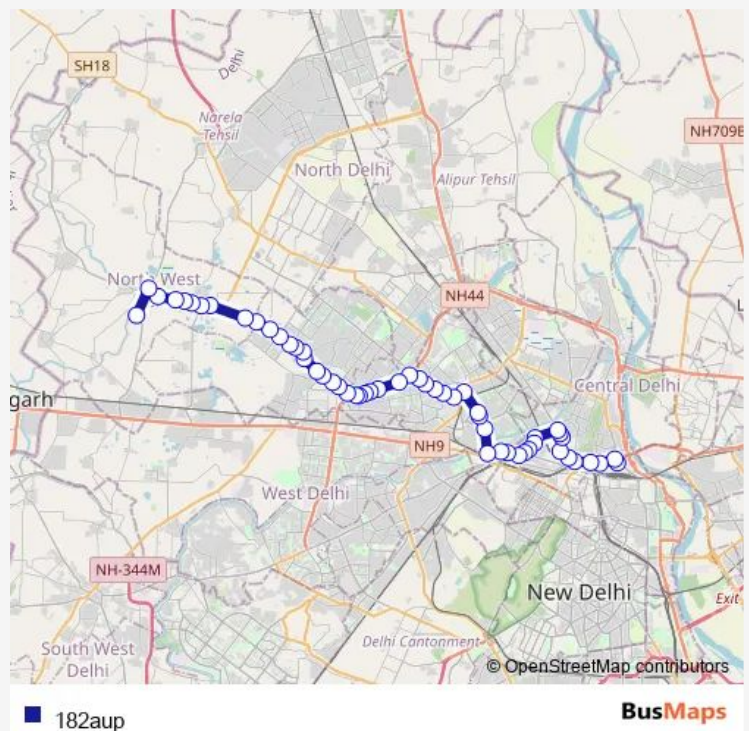 SH18
Delhi
Narela
Tehsil
NH709B
North Delhi
Alipur Tehsil
North West
NH44
Central Delhi
garh
NH9
West Delhi
NH-344M
New Delhi
Exit
Delhi Cantonment
South West
Delhi
© OpenStreetMap contributors
182aup
BusMaps